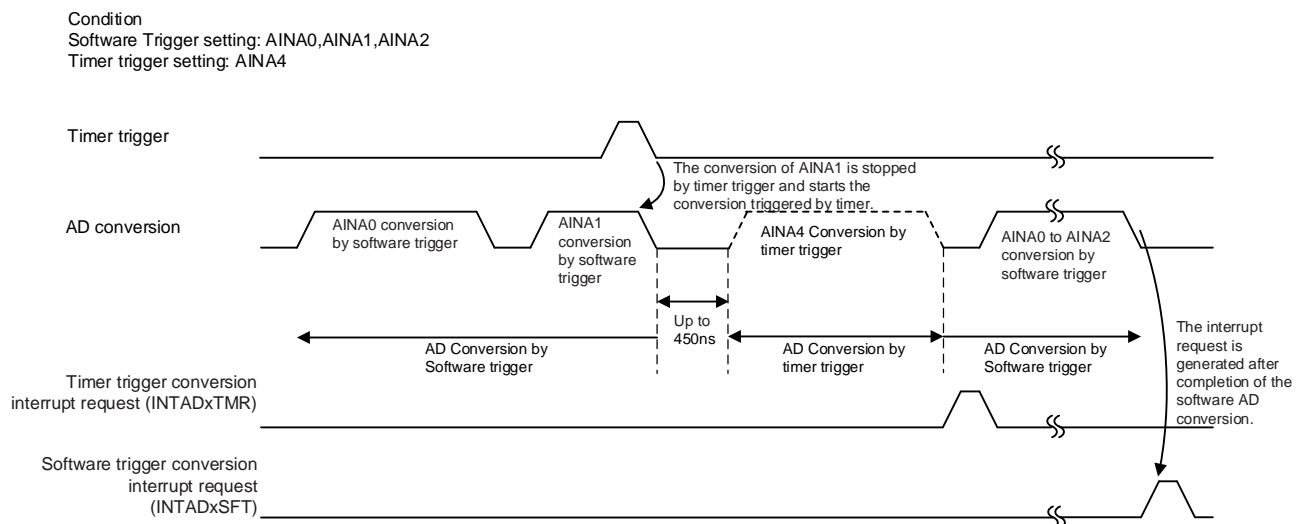 Condition
Software Trigger setting: AINA0,AINA1,AINA2
Timer trigger setting: AINA4
Timer trigger
The conversion of AINA1 is stopped
by timer trigger and starts the
conversion triggered by timer.
AD conversion
AINA0 conversion
by software trigger
AINA1
conversion
by software
trigger
AINA4 Conversion by
timer trigger
AINA0 to AINA2
conversion by
software trigger
Up to
450ns
AD Conversion by
Software trigger
AD Conversion by
timer trigger
AD Conversion by
Software trigger
The interrupt
request is
generated after
completion of the
software AD
conversion.
Timer trigger conversion
interrupt request (INTADxTMR)
Software trigger conversion
interrupt request
(INTADxSFT)